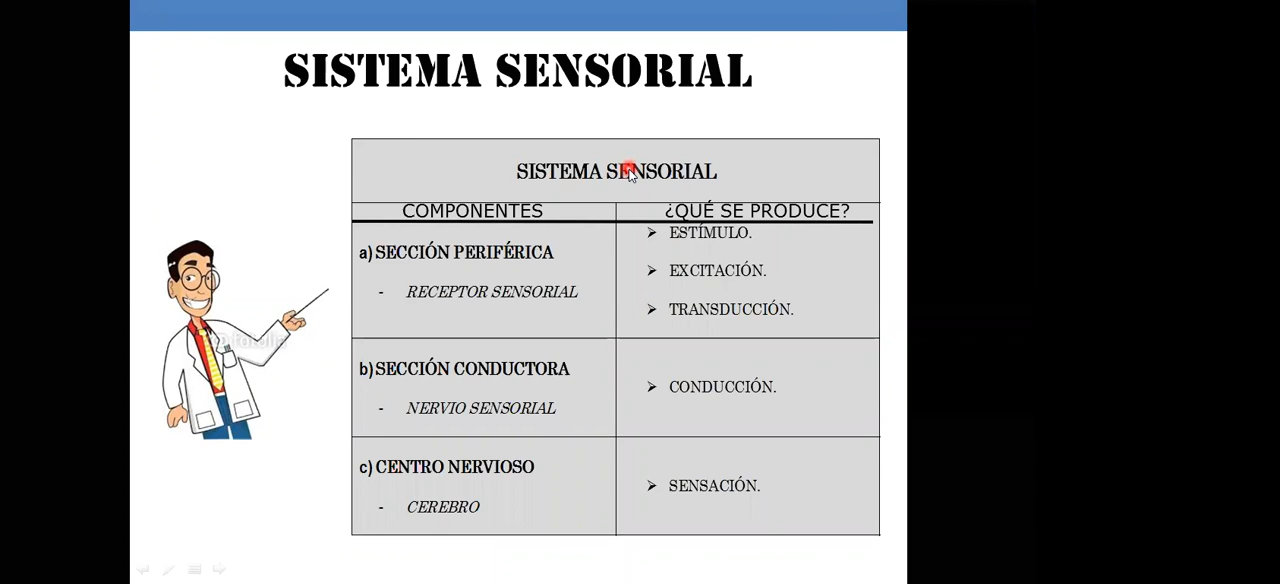 SISTEMA SENSORIAL
SISTEMA SENSORIAL
COMPONENTES
¿QUÉ SE PRODUCE?
a) SECCIÓN PERIFÉRICA
- RECEPTOR SENSORIAL
➢ ESTÍMULO.
➢ EXCITACIÓN.
➢ TRANSDUCCIÓN.
b) SECCIÓN CONDUCTORA
- NERVIO SENSORIAL
➢ CONDUCCIÓN.
c) CENTRO NERVIOSO
- CEREBRO
➢ SENSACIÓN.